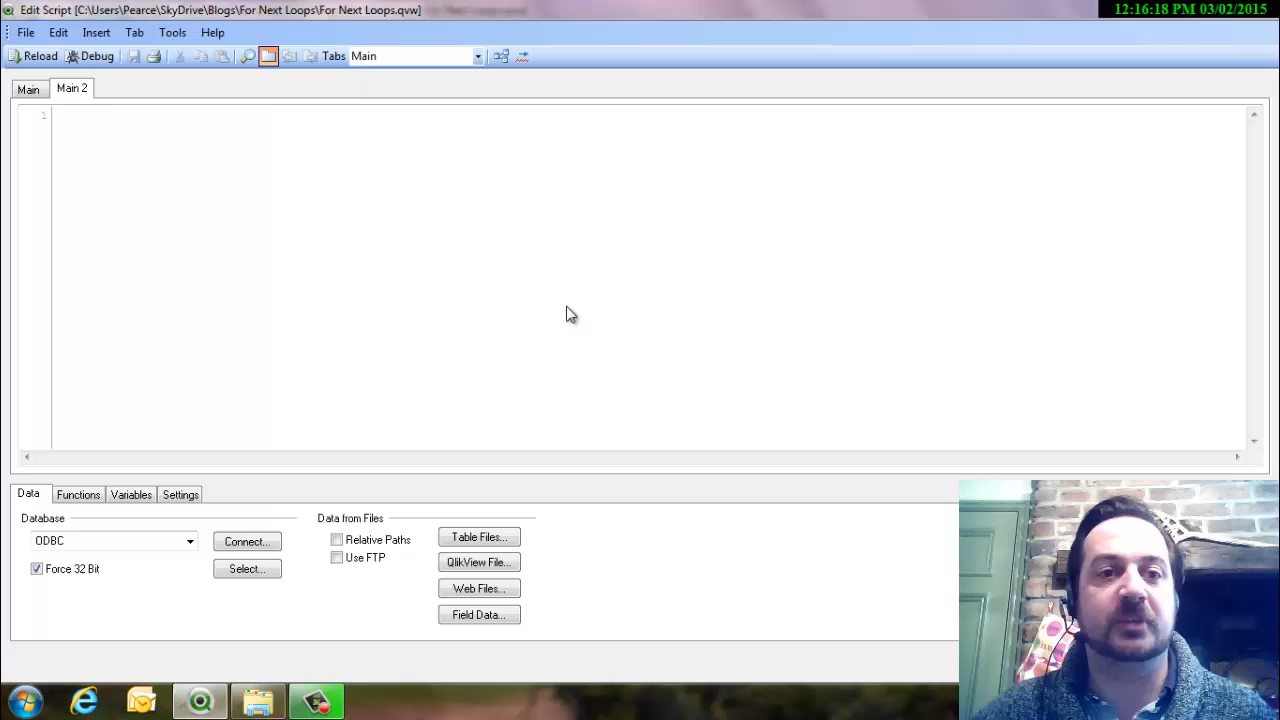 Edit Script [C:\Users\Pearce\SkyDrive\Blogs\For Next Loops\For Next Loops.qvw]
12:16:18 PM 03/02/2015
File Edit Insert Tab Tools Help
Reload Debug Tabs Main
Main Main 2
1
Data Functions Variables Settings
Database Data from Files
ODBC Connect... Relative Paths Table Files...
Use FTP QlikView File...
Force 32 Bit Select...
Web Files...
Field Data...